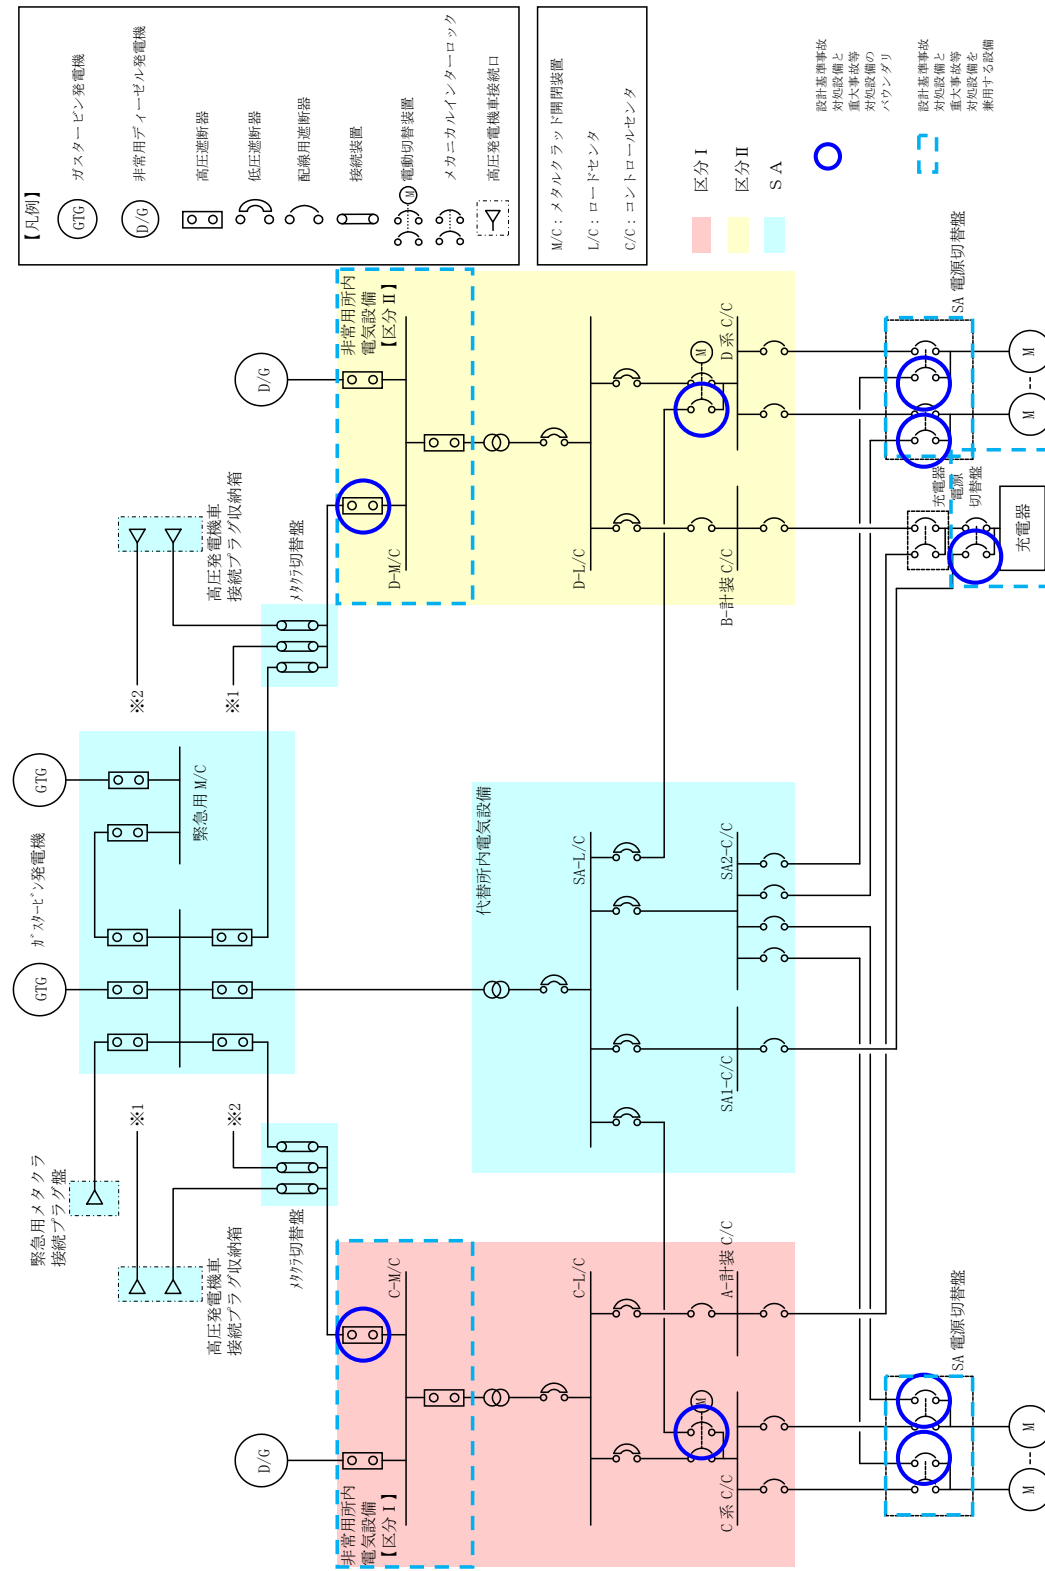 【凡例】
GTG
ガスタービン発電機
D/G
非常用ディーゼル発電機
高圧遮断器
低圧遮断器
配線用遮断器
接続装置
M
電動切替装置
メカニカルインターロック
高圧発電機車接続口
M/C：メタルクラッド開閉装置
L/C：ロードセンタ
C/C：コントロールセンタ
区分Ⅰ
区分Ⅱ
ＳＡ
設計基準事故
対処設備と
重大事故等
対処設備の
バウンダリ
設計基準事故
対処設備と
重大事故等
対処設備を
兼用する設備
緊急用メタクラ
接続プラグ盤
ｶﾞｽﾀｰﾋﾞﾝ発電機
GTG
GTG
緊急用 M/C
※1
※2
※2
※1
高圧発電機車
接続プラグ収納箱
高圧発電機車
接続プラグ収納箱
ﾒﾀｸﾗ切替盤
ﾒﾀｸﾗ切替盤
D/G
D/G
非常用所内
電気設備
【区分Ⅰ】
非常用所内
電気設備
【区分Ⅱ】
C-M/C
D-M/C
代替所内電気設備
C-L/C
SA-L/C
D-L/C
M
M
C 系 C/C
A-計装 C/C
SA1-C/C
SA2-C/C
B-計装 C/C
D 系 C/C
SA 電源切替盤
SA 電源切替盤
充電器
電源
切替盤
充電器
M
M
M
M